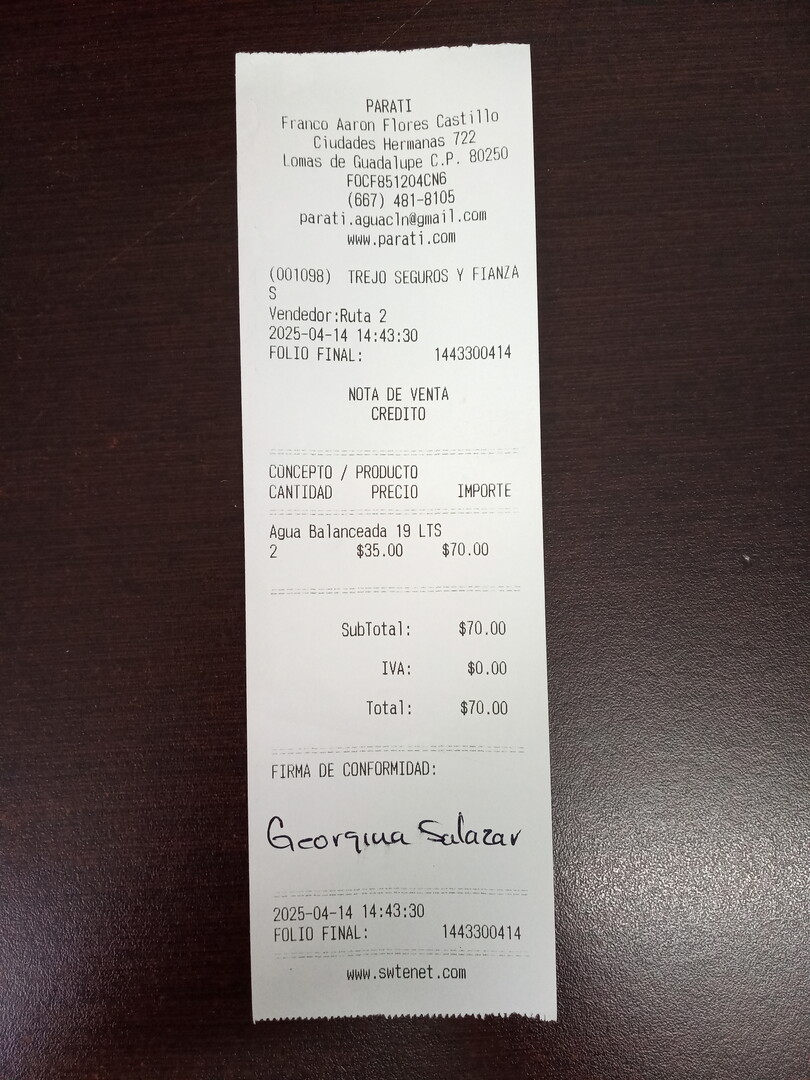 PARATI
Franco Aaron Flores Castillo
Ciudades Hermanas 722
Lomas de Guadalupe C.P. 80250
FOCF851204CN6
(667) 481-8105
parati.aguacln@gmail.com
www.parati.com
(001098) TREJO SEGUROS Y FIANZA
S
Vendedor:Ruta 2
2025-04-14 14:43:30
FOLIO FINAL: 1443300414
NOTA DE VENTA
CREDITO
CONCEPTO / PRODUCTO
CANTIDAD PRECIO IMPORTE
Agua Balanceada 19 LTS
2 $35.00 $70.00
SubTotal: $70.00
IVA: $0.00
Total: $70.00
FIRMA DE CONFORMIDAD:
Georgina Salazar
2025-04-14 14:43:30
FOLIO FINAL: 1443300414
www.swtenet.com